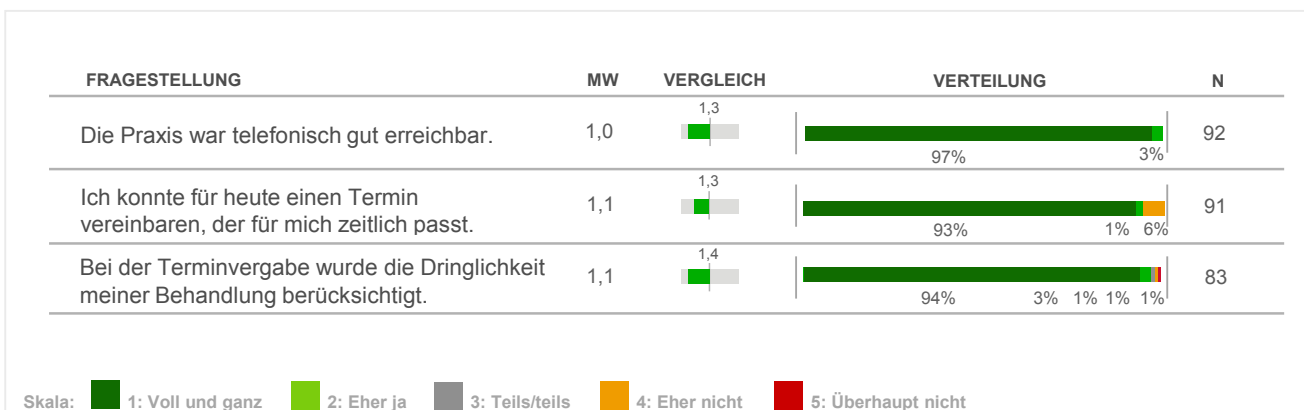 FRAGESTELLUNG MW VERGLEICH VERTEILUNG N
Die Praxis war telefonisch gut erreichbar. 1,0 1,3 92
97% 3%
Ich konnte für heute einen Termin
vereinbaren, der für mich zeitlich passt. 1,1 1,3 91
93% 1% 6%
Bei der Terminvergabe wurde die Dringlichkeit
meiner Behandlung berücksichtigt. 1,1 1,4 83
94% 3% 1% 1% 1%
Skala: 1: Voll und ganz 2: Eher ja 3: Teils/teils 4: Eher nicht 5: Überhaupt nicht